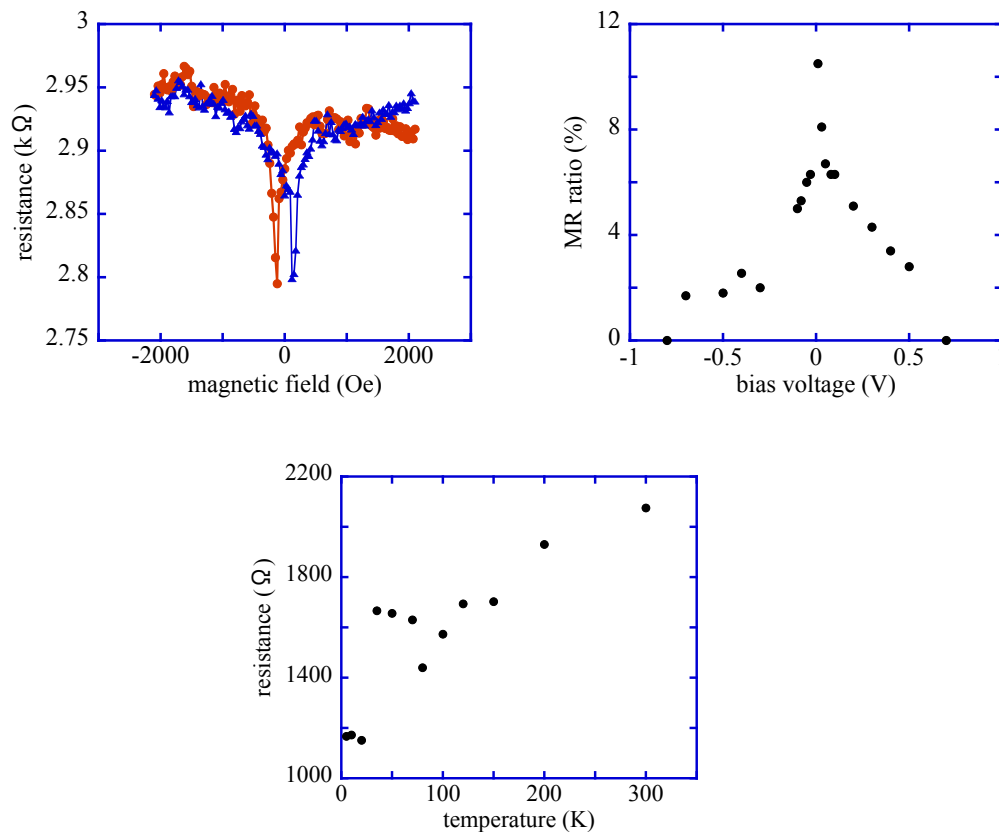 3
2.95
2.9
2.85
2.8
2.75
resistance (k Ω)
-2000 0 2000
magnetic field (Oe)
12
8
4
0
MR ratio (%)
-1 -0.5 0 0.5
bias voltage (V)
2200
1800
1400
1000
resistance ( Ω)
0 100 200 300
temperature (K)